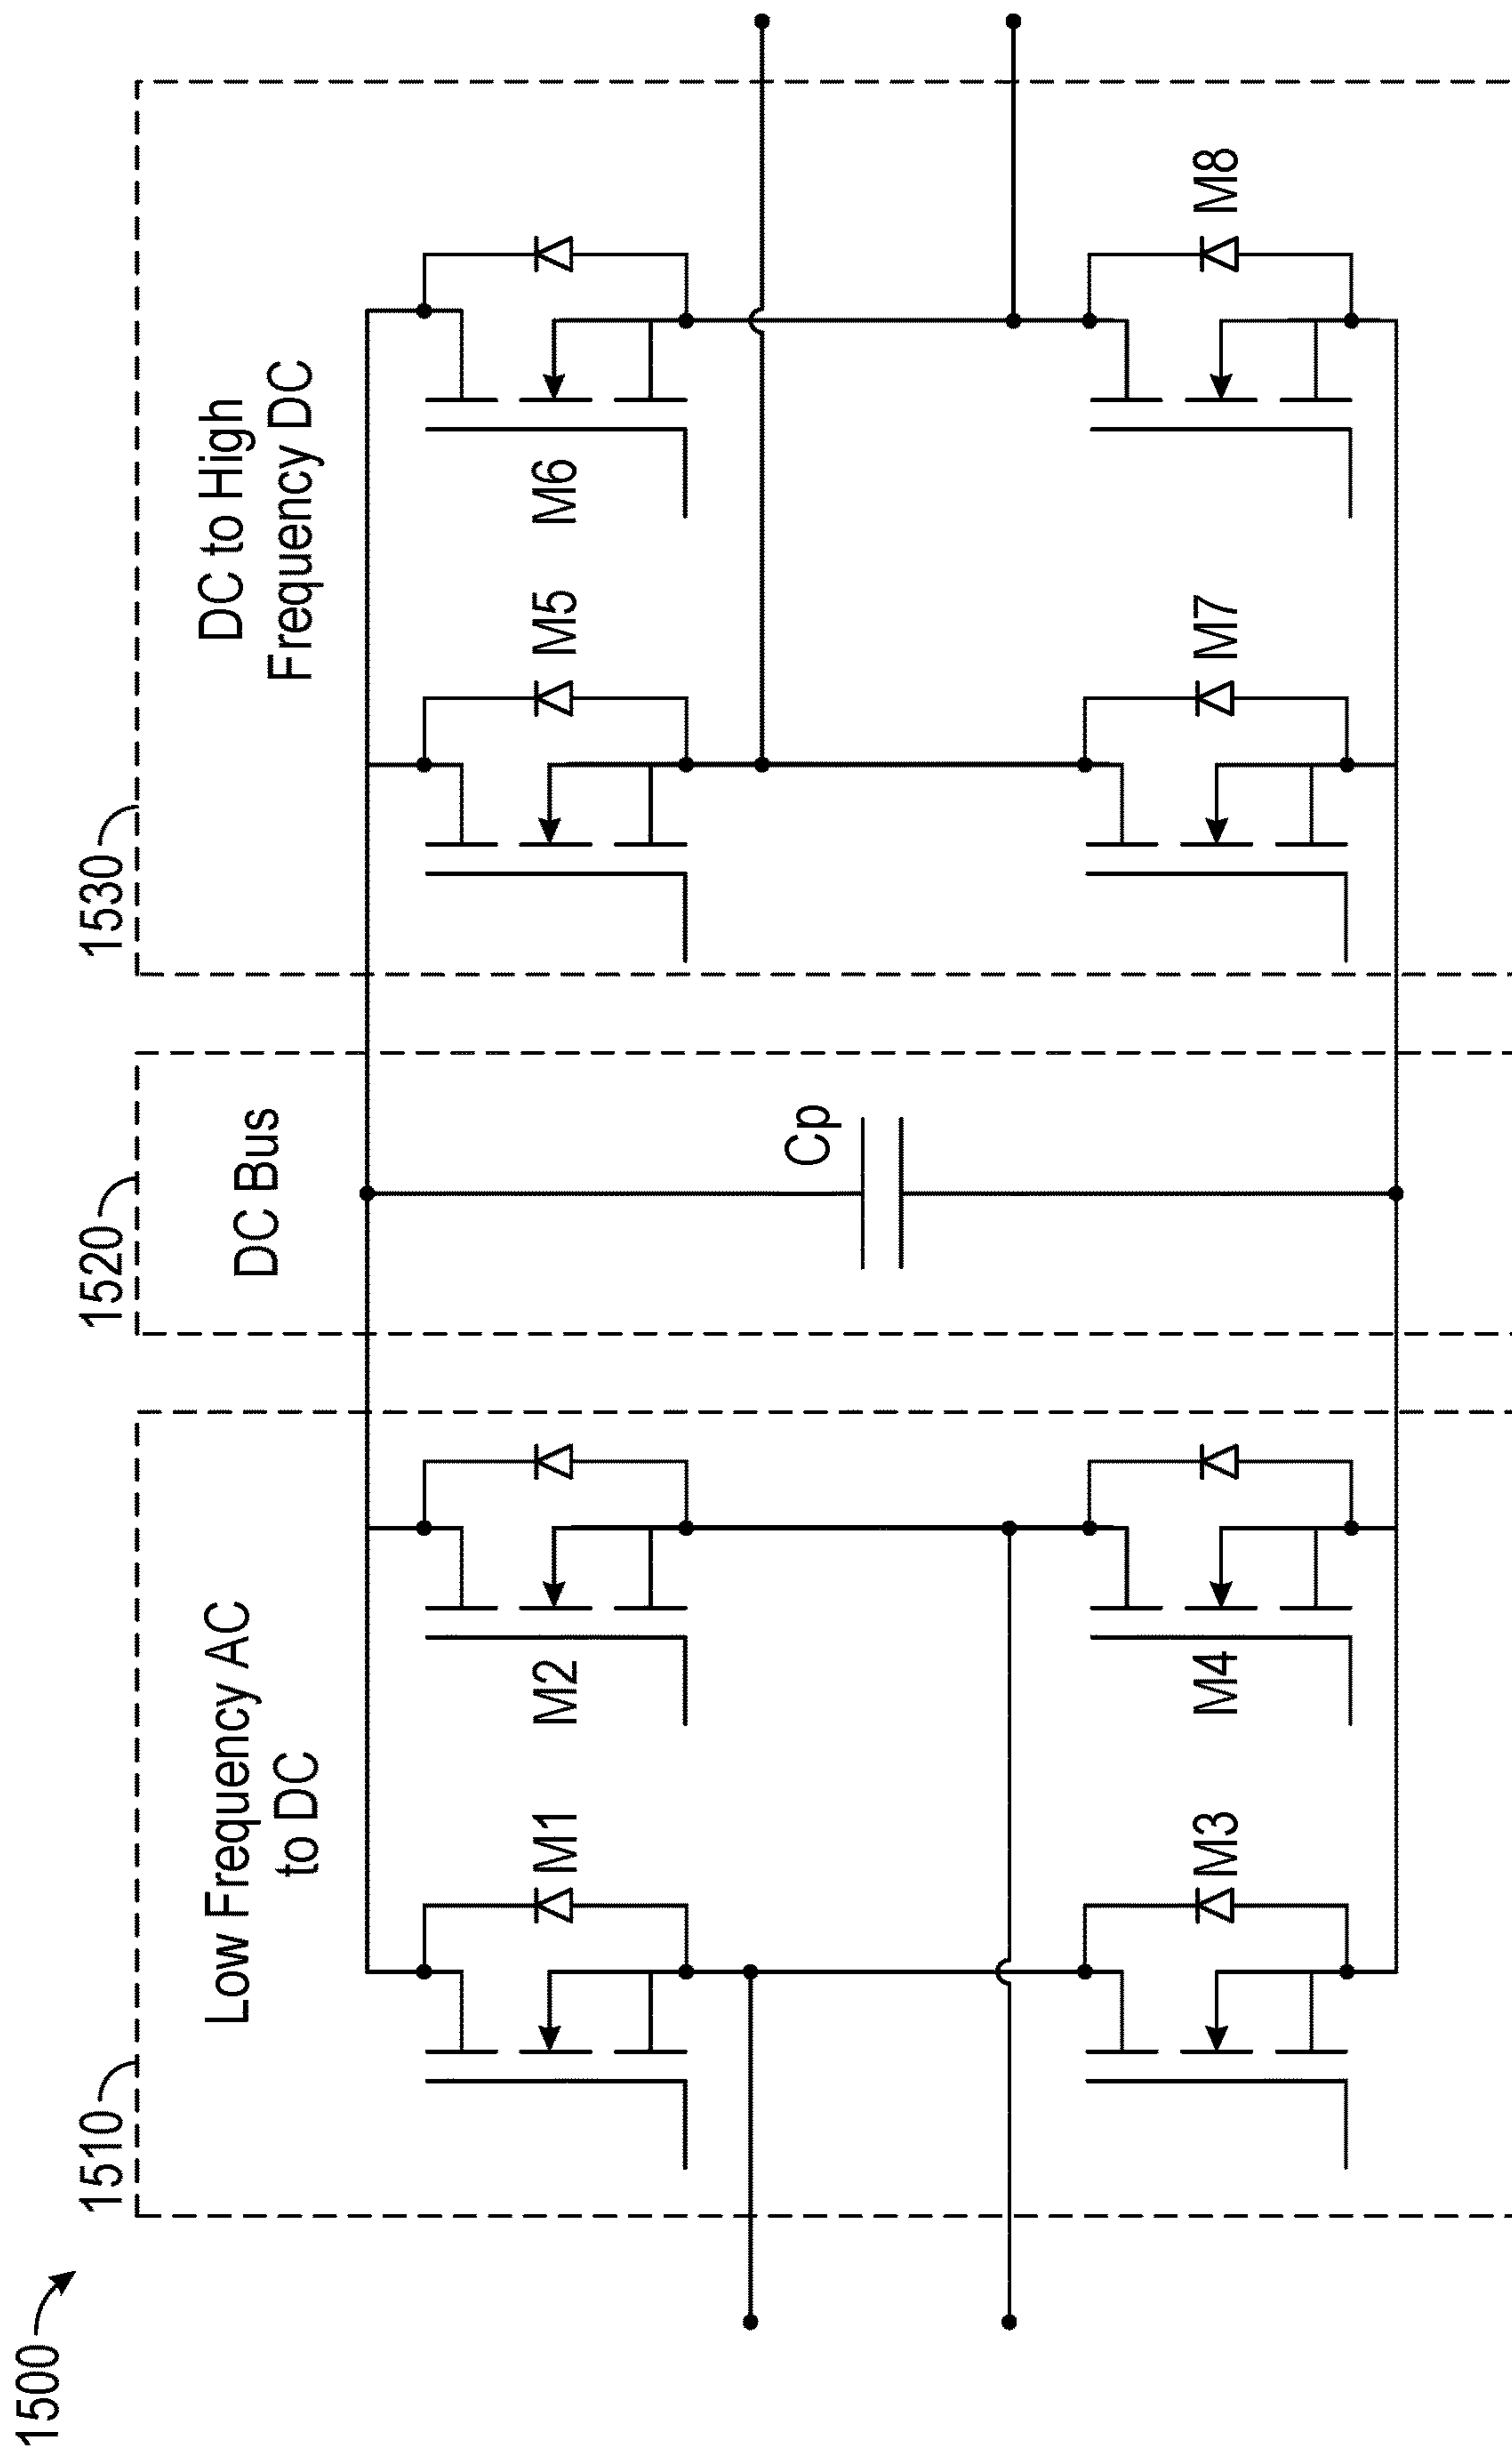 1500
1510
Low Frequency AC
to DC
M1
M2
M3
M4
1520
DC Bus
Cp
1530
DC to High
Frequency DC
M5
M6
M7
M8